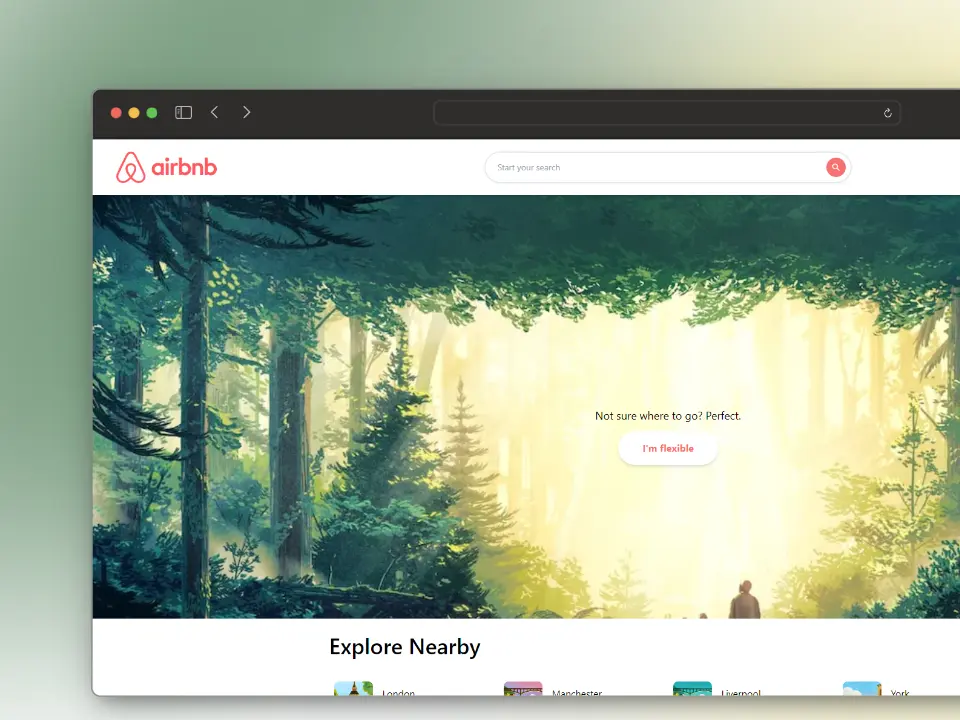 airbnb
Start your search
Not sure where to go? Perfect.
I'm flexible
Explore Nearby
London
Manchester
Liverpool
York